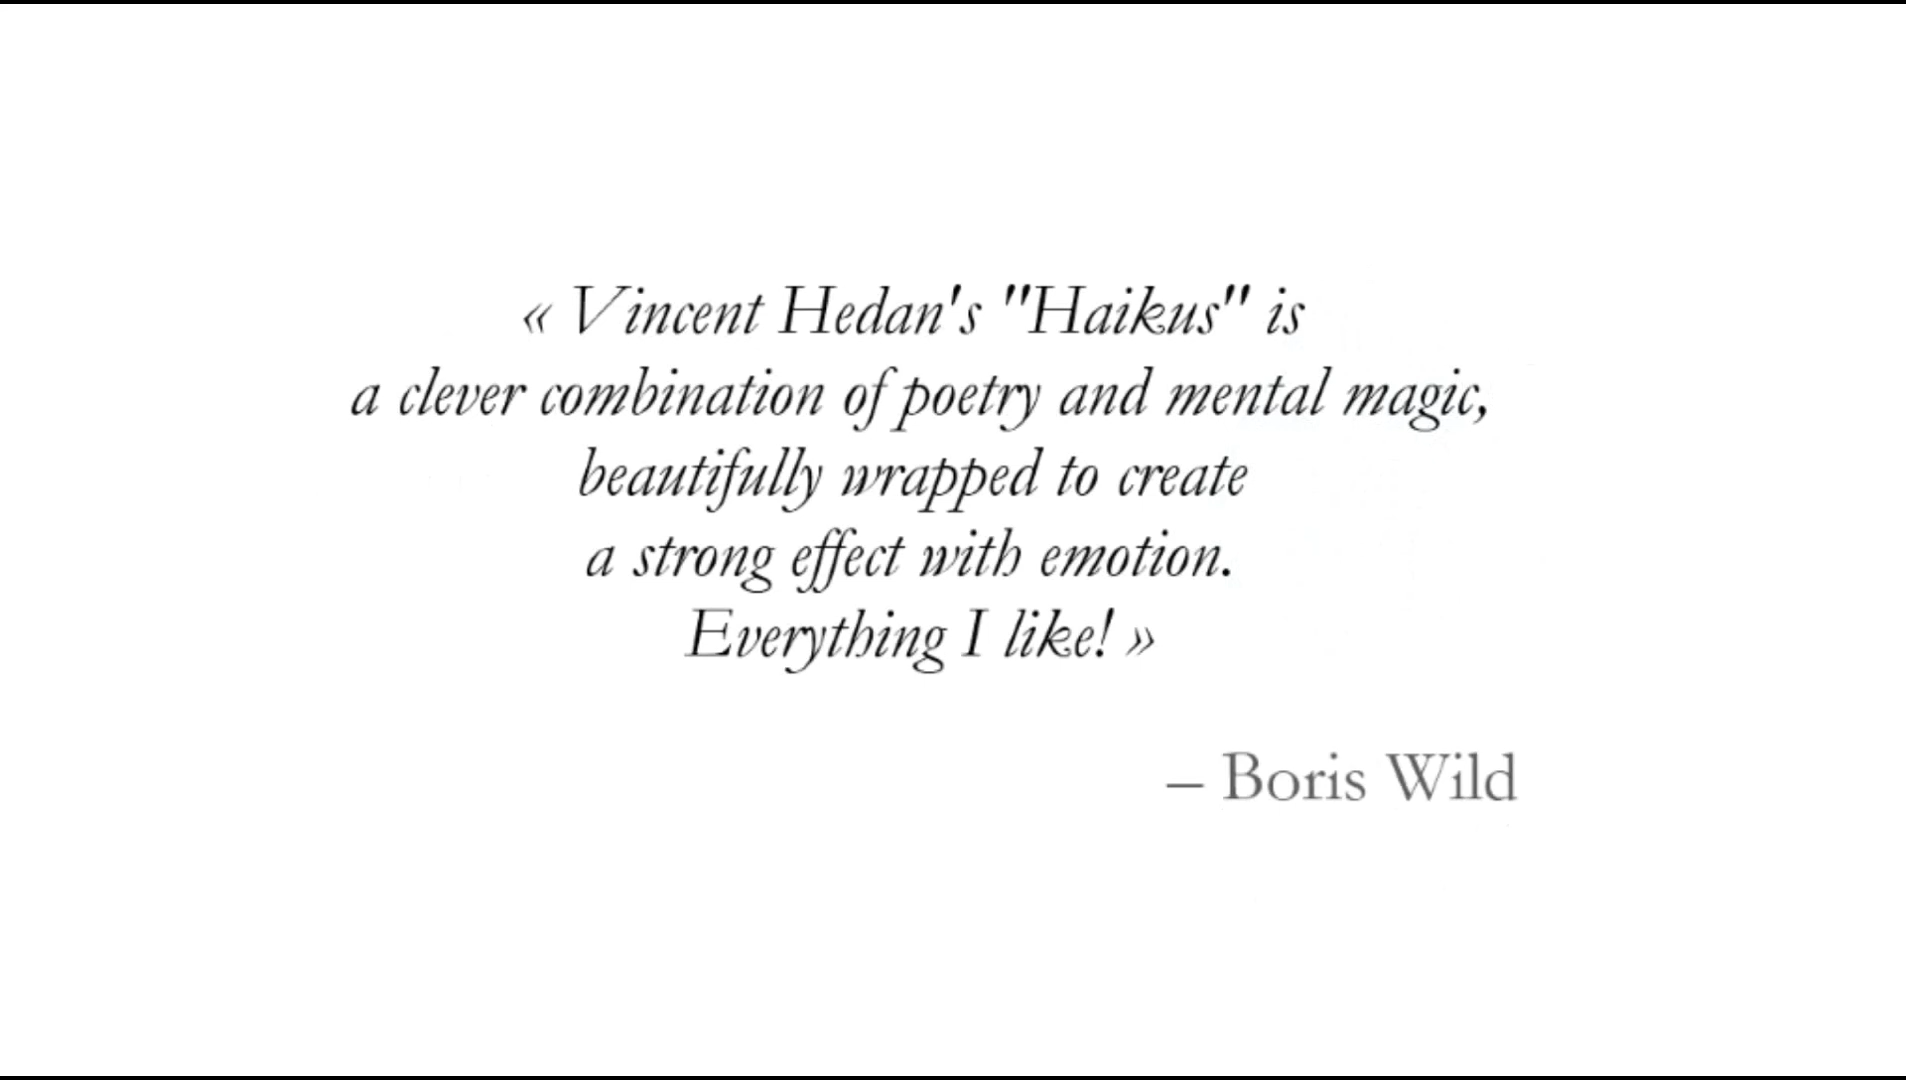 « Vincent Hedan's "Haikus" is
a clever combination of poetry and mental magic,
beautifully wrapped to create
a strong effect with emotion.
Everything I like! »
– Boris Wild